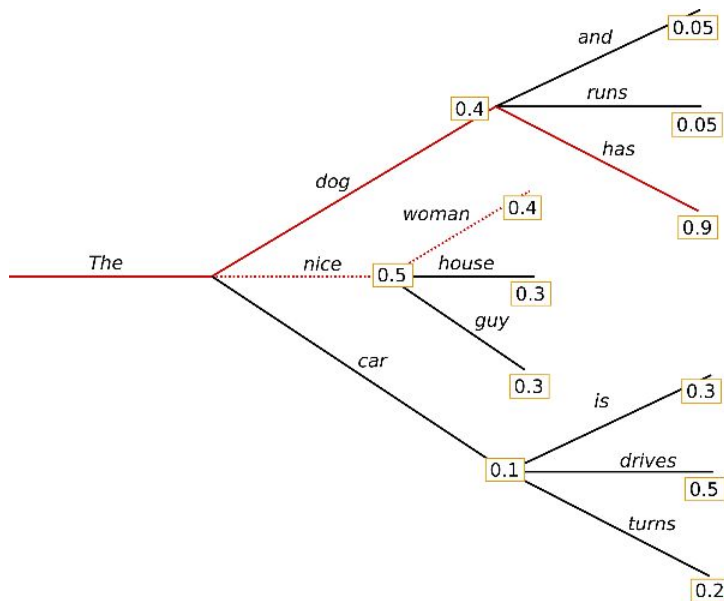 and
0.05
runs
0.05
0.4
has
0.9
dog
woman
0.4
The
nice
0.5
house
0.3
guy
0.3
car
is
0.3
0.1
drives
0.5
turns
0.2